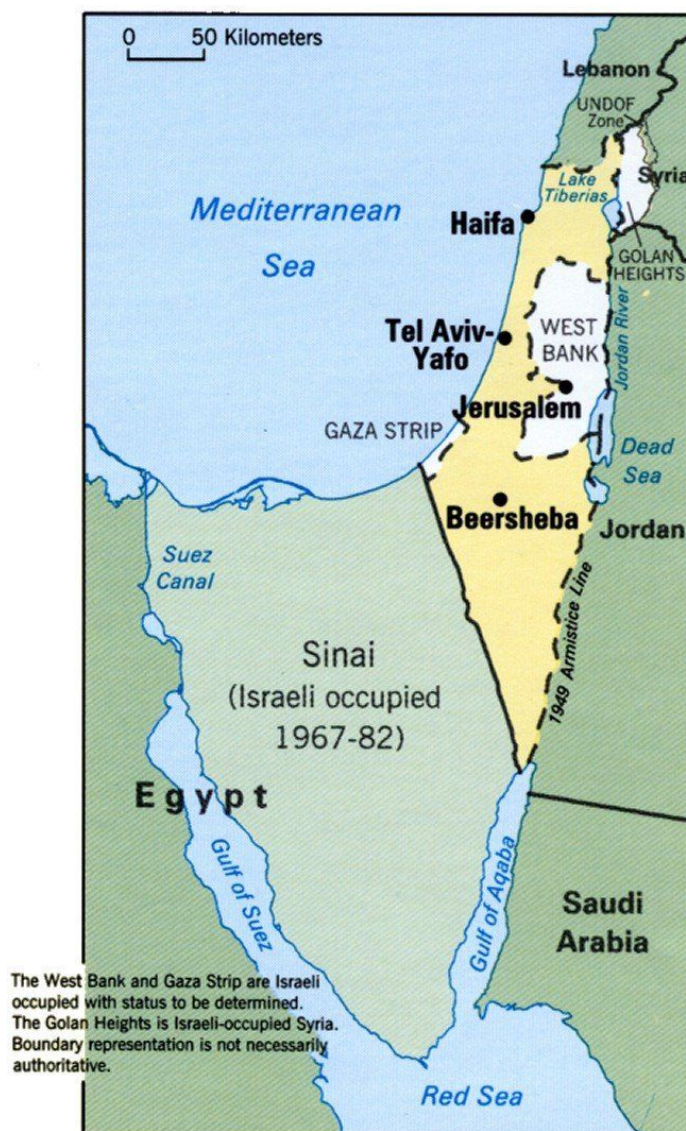 0 50 Kilometers
Lebanon
UNDOF
Zone
Syria
Lake
Tiberias
Mediterranean
Sea
Haifa
GOLAN
HEIGHTS
Jordan River
Tel Aviv-
Yafo
WEST
BANK
Jerusalem
GAZA STRIP
Dead
Sea
Beersheba
Jordan
Suez
Canal
1949 Armistice Line
Sinai
(Israeli occupied
1967-82)
Egypt
Gulf of Suez
Gulf of Aqaba
Saudi
Arabia
The West Bank and Gaza Strip are Israeli
occupied with status to be determined.
The Golan Heights is Israeli-occupied Syria.
Boundary representation is not necessarily
authoritative.
Red Sea